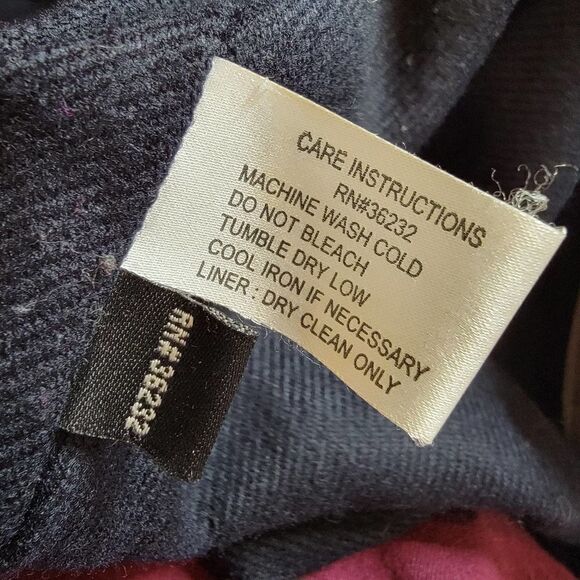 CARE INSTRUCTIONS
RN#36232
MACHINE WASH COLD
DO NOT BLEACH
TUMBLE DRY LOW
COOL IRON IF NECESSARY
LINER : DRY CLEAN ONLY
RN#36232